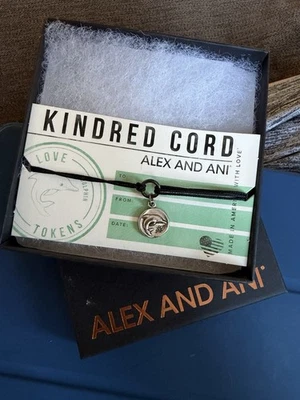 KINDRED CORD
ALEX AND ANI
LOVE
TOKENS
TO:
FROM:
DATE:
MADE IN AMERICA WITH LOVE
ALEX AND ANI